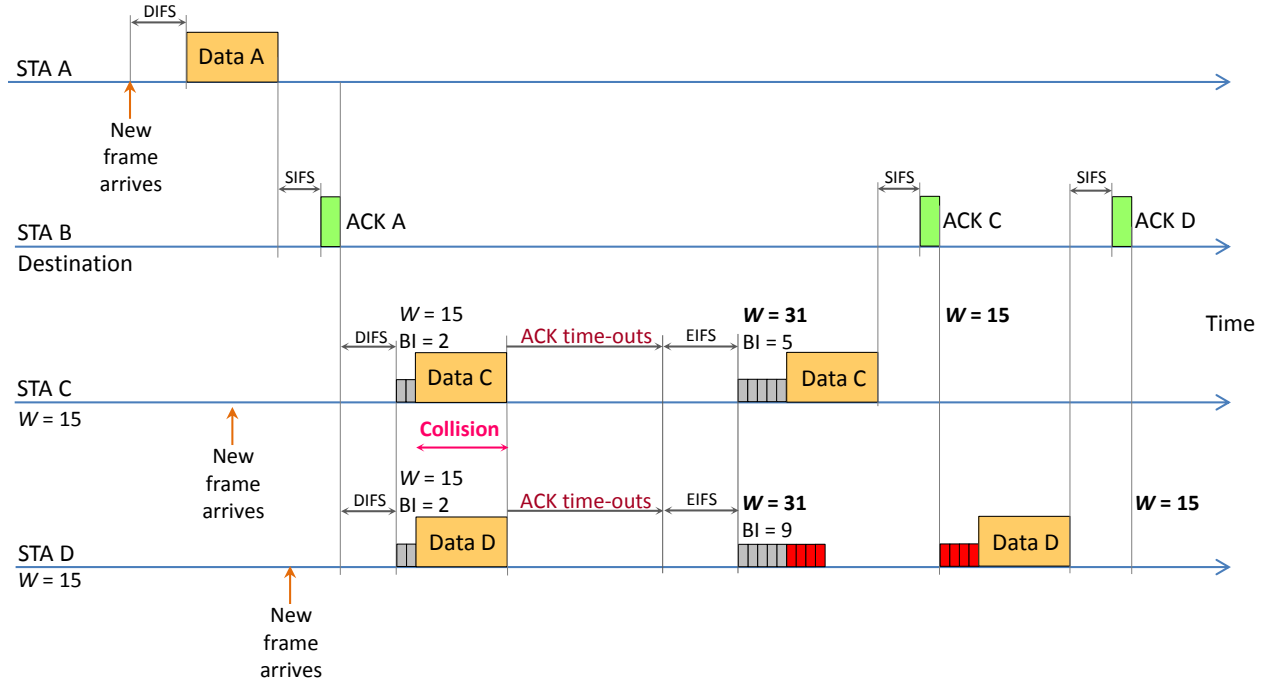 DIFS
Data A
STA A
New
frame
arrives
SIFS
SIFS
SIFS
ACK A
ACK C
ACK D
STA B
Destination
W = 15
W = 31
W = 15
Time
DIFS
BI = 2
ACK time-outs
EIFS
BI = 5
Data C
Data C
STA C
W = 15
Collision
New
frame
arrives
W = 15
DIFS
BI = 2
ACK time-outs
EIFS
W = 31
BI = 9
W = 15
Data D
Data D
STA D
W = 15
New
frame
arrives